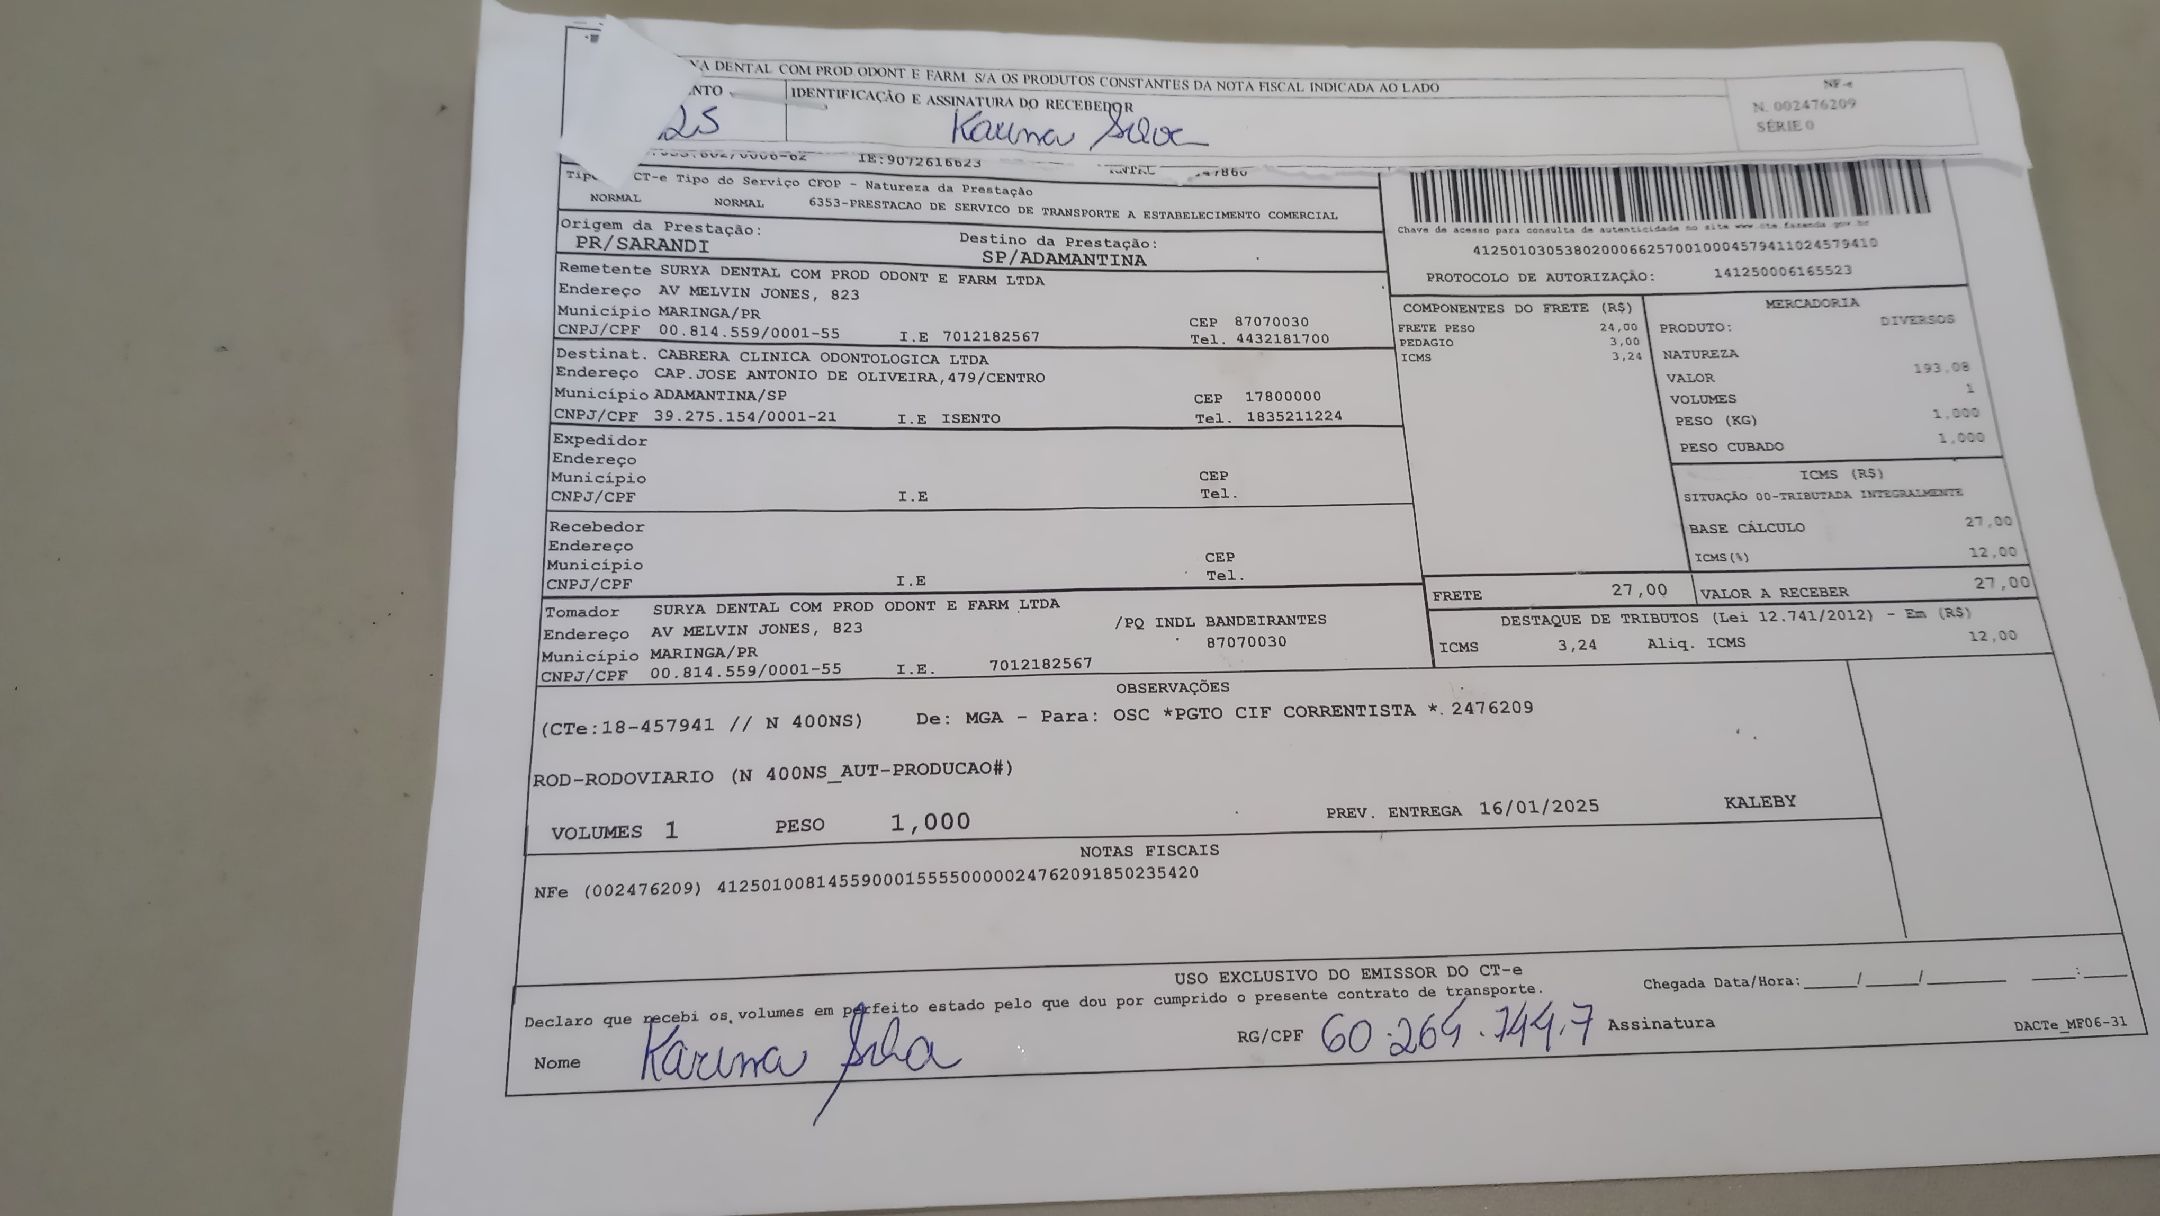 DENTAL COM PROD ODONT E FARM S/A OS PRODUTOS CONSTANTES DA NOTA FISCAL INDICADA AO LADO
IDENTIFICAÇÃO E ASSINATURA DO RECEBEDOR
25
Karina Silva
NF-e
N. 002476209
SÉRIE 0
IE:9072616623
CT-e Tipo do Serviço CFOP - Natureza da Prestação
NORMAL NORMAL 6353-PRESTACAO DE SERVICO DE TRANSPORTE A ESTABELECIMENTO COMERCIAL
Origem da Prestação:
PR/SARANDI
Destino da Prestação:
SP/ADAMANTINA
Chave de acesso para consulta de autenticidade no site www.cte.fazenda.gov.br
41250103053802000662570010004579411024579410
PROTOCOLO DE AUTORIZAÇÃO: 141250006165523
Remetente SURYA DENTAL COM PROD ODONT E FARM LTDA
Endereço AV MELVIN JONES, 823
Município MARINGA/PR CEP 87070030
CNPJ/CPF 00.814.559/0001-55 I.E 7012182567 Tel. 4432181700
Destinat. CABRERA CLINICA ODONTOLOGICA LTDA
Endereço CAP.JOSE ANTONIO DE OLIVEIRA,479/CENTRO
Município ADAMANTINA/SP CEP 17800000
CNPJ/CPF 39.275.154/0001-21 I.E ISENTO Tel. 1835211224
Expedidor
Endereço
Município CEP
CNPJ/CPF I.E Tel.
Recebedor
Endereço
Município CEP
CNPJ/CPF I.E Tel.
Tomador SURYA DENTAL COM PROD ODONT E FARM LTDA
Endereço AV MELVIN JONES, 823 /PQ INDL BANDEIRANTES
Município MARINGA/PR 87070030
CNPJ/CPF 00.814.559/0001-55 I.E. 7012182567
COMPONENTES DO FRETE (R$)
FRETE PESO 24,00
PEDAGIO 3,00
ICMS 3,24
MERCADORIA
PRODUTO: DIVERSOS
NATUREZA
VALOR 193,08
VOLUMES 1
PESO (KG) 1,000
PESO CUBADO 1,000
ICMS (R$)
SITUAÇÃO 00-TRIBUTADA INTEGRALMENTE
BASE CÁLCULO 27,00
ICMS(%) 12,00
FRETE 27,00 VALOR A RECEBER 27,00
DESTAQUE DE TRIBUTOS (Lei 12.741/2012) - Em (R$)
ICMS 3,24 Aliq. ICMS 12,00
OBSERVAÇÕES
(CTe:18-457941 // N 400NS) De: MGA - Para: OSC *PGTO CIF CORRENTISTA *. 2476209
ROD-RODOVIARIO (N 400NS_AUT-PRODUCAO#)
VOLUMES 1 PESO 1,000 PREV. ENTREGA 16/01/2025 KALEBY
NOTAS FISCAIS
NFe (002476209) 41250100814559000155550000024762091850235420
USO EXCLUSIVO DO EMISSOR DO CT-e
Declaro que recebi os volumes em perfeito estado pelo que dou por cumprido o presente contrato de transporte.
Chegada Data/Hora:____/____/______ ___:___
Nome Karina Silva RG/CPF 60.264.744.7 Assinatura
DACTe_MF06-31